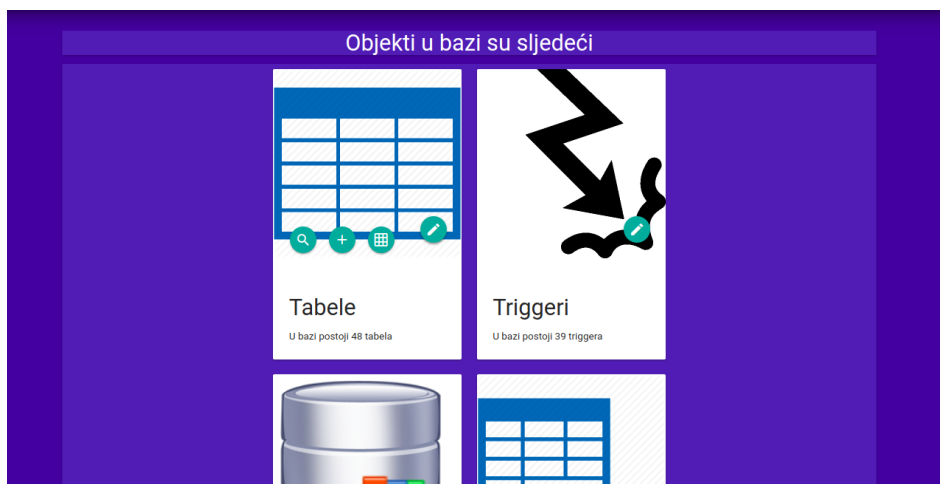 Objekti u bazi su sljedeći
Tabele
U bazi postoji 48 tabela
Triggeri
U bazi postoji 39 triggera